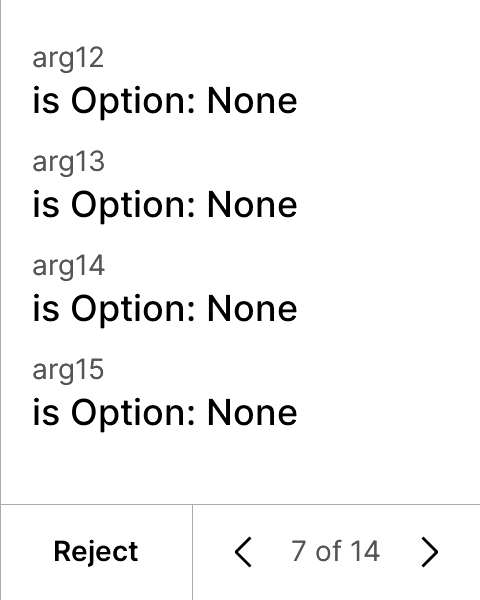 arg12
is Option: None
arg13
is Option: None
arg14
is Option: None
arg15
is Option: None
Reject
7 of 14